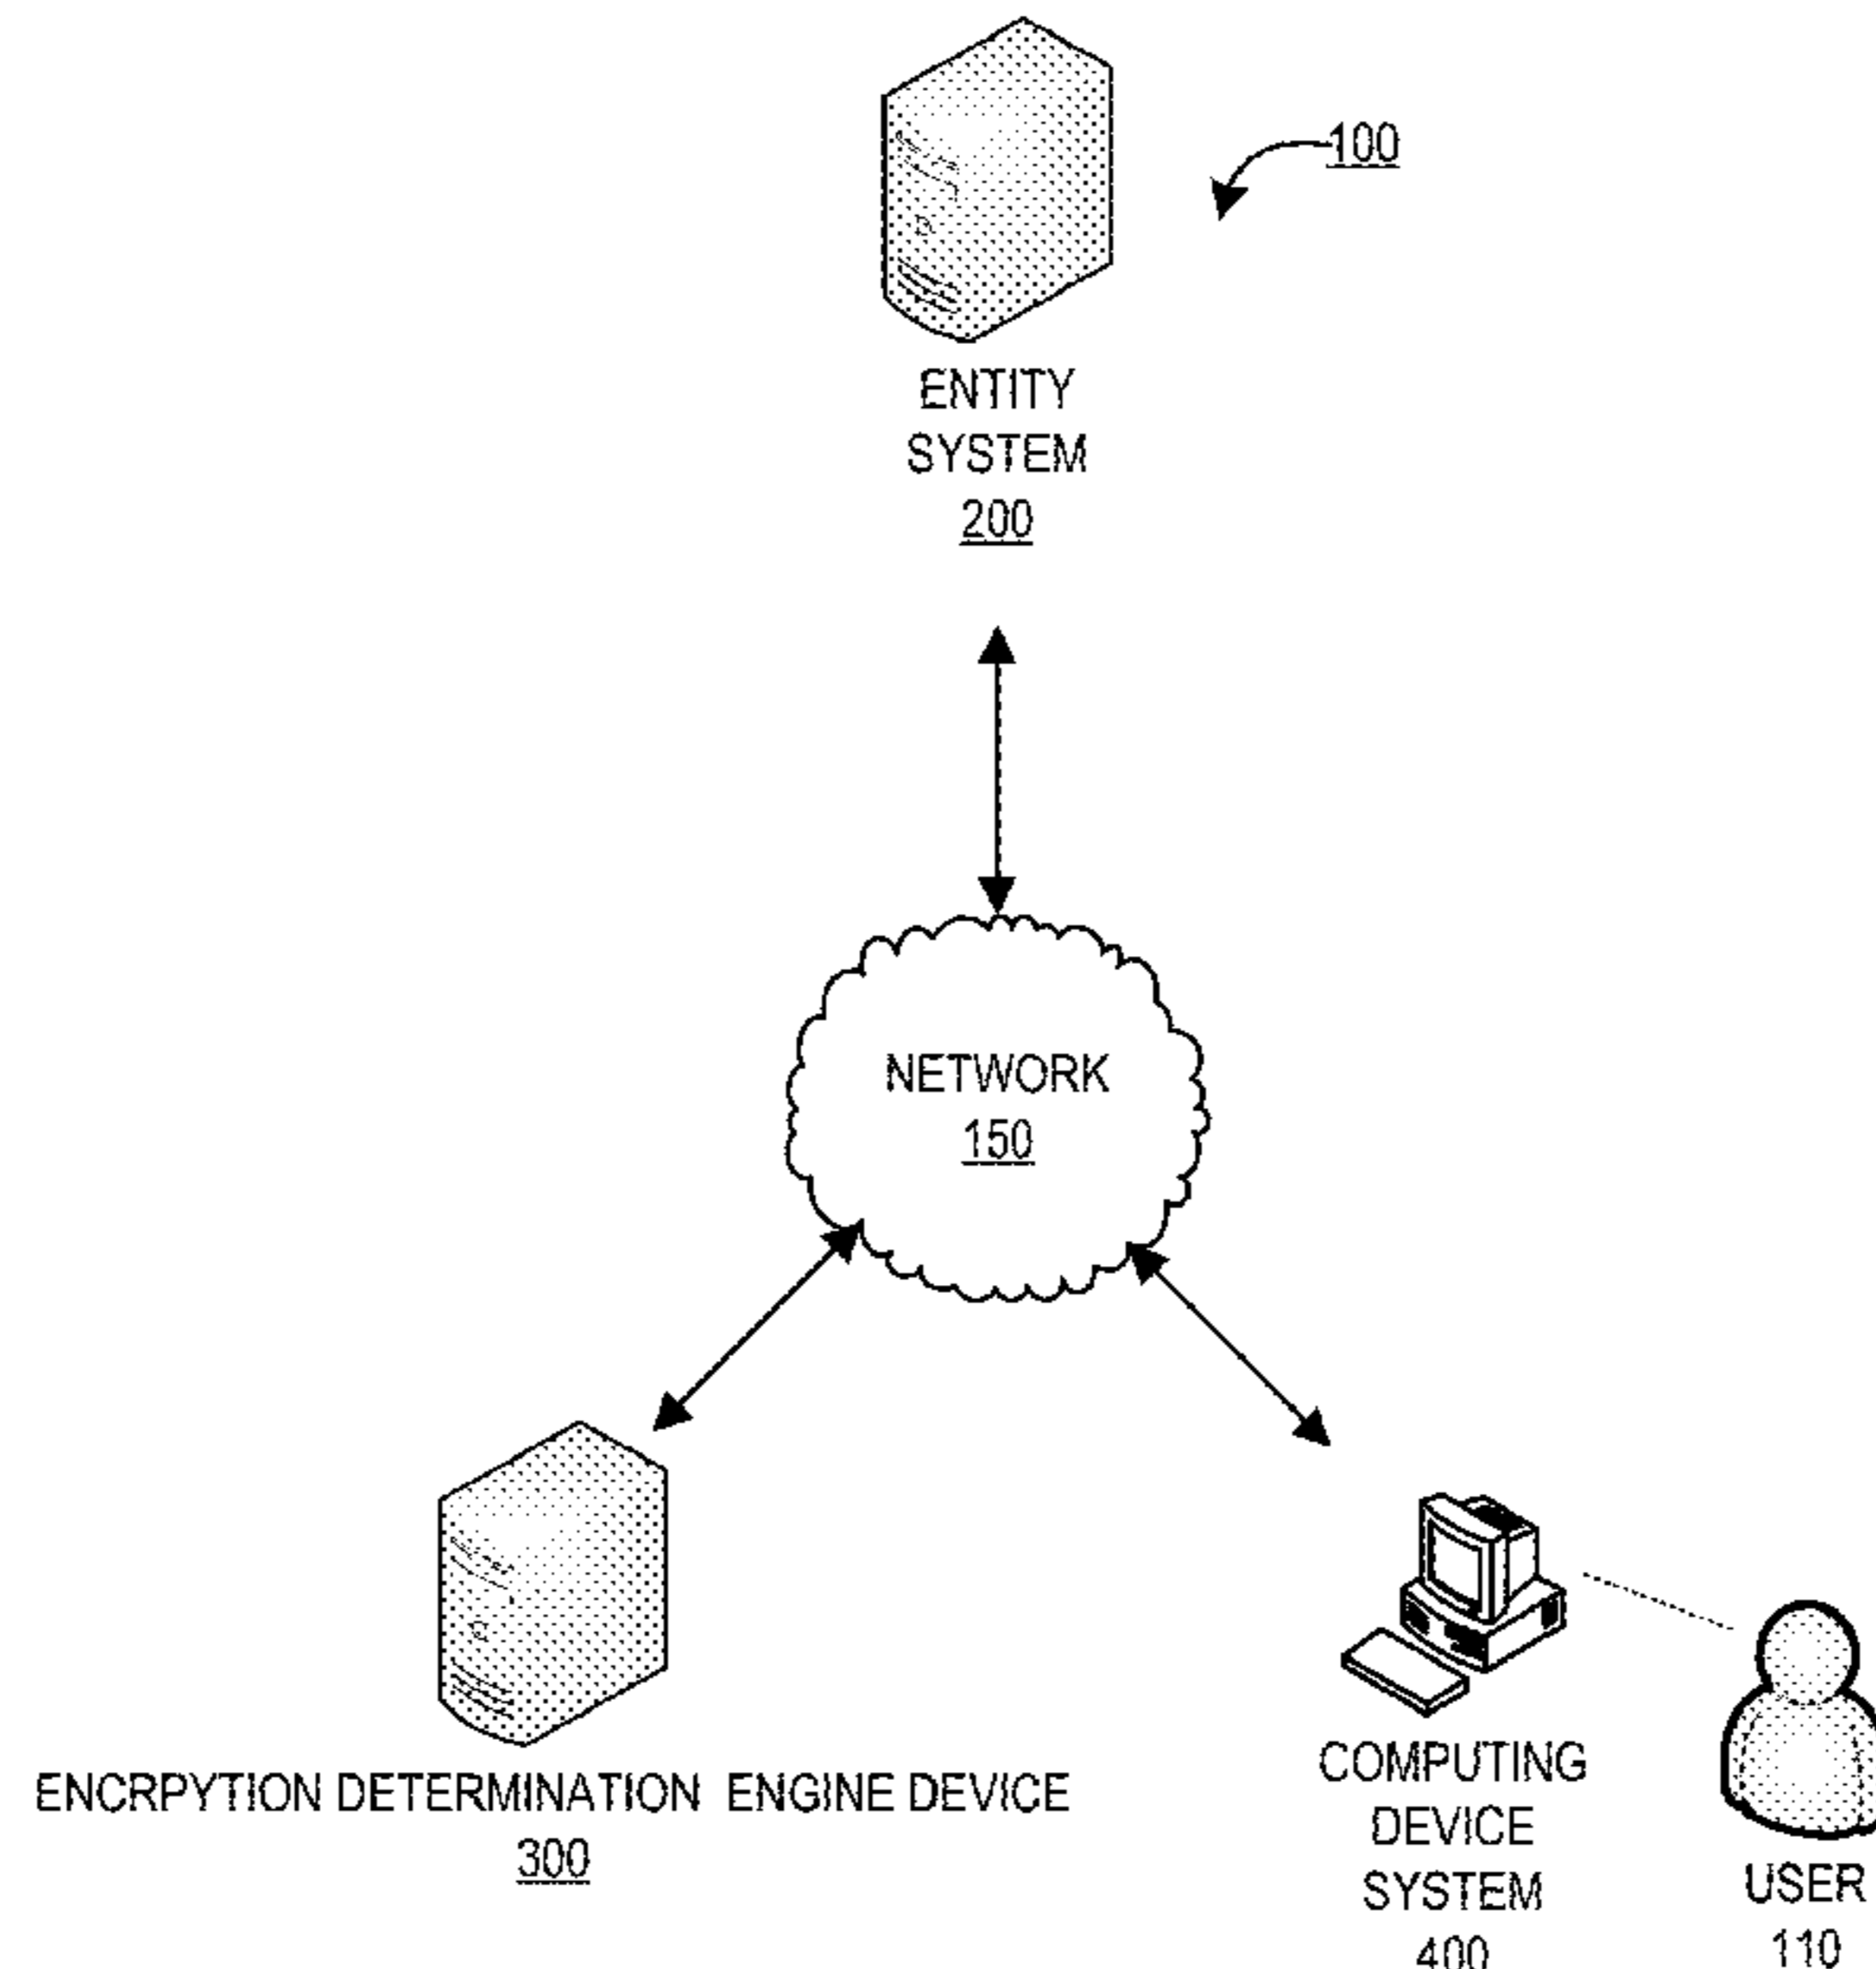 100
ENTITY
SYSTEM
200
NETWORK
150
ENCRPYTION DETERMINATION ENGINE DEVICE
300
COMPUTING
DEVICE
SYSTEM
400
USER
110